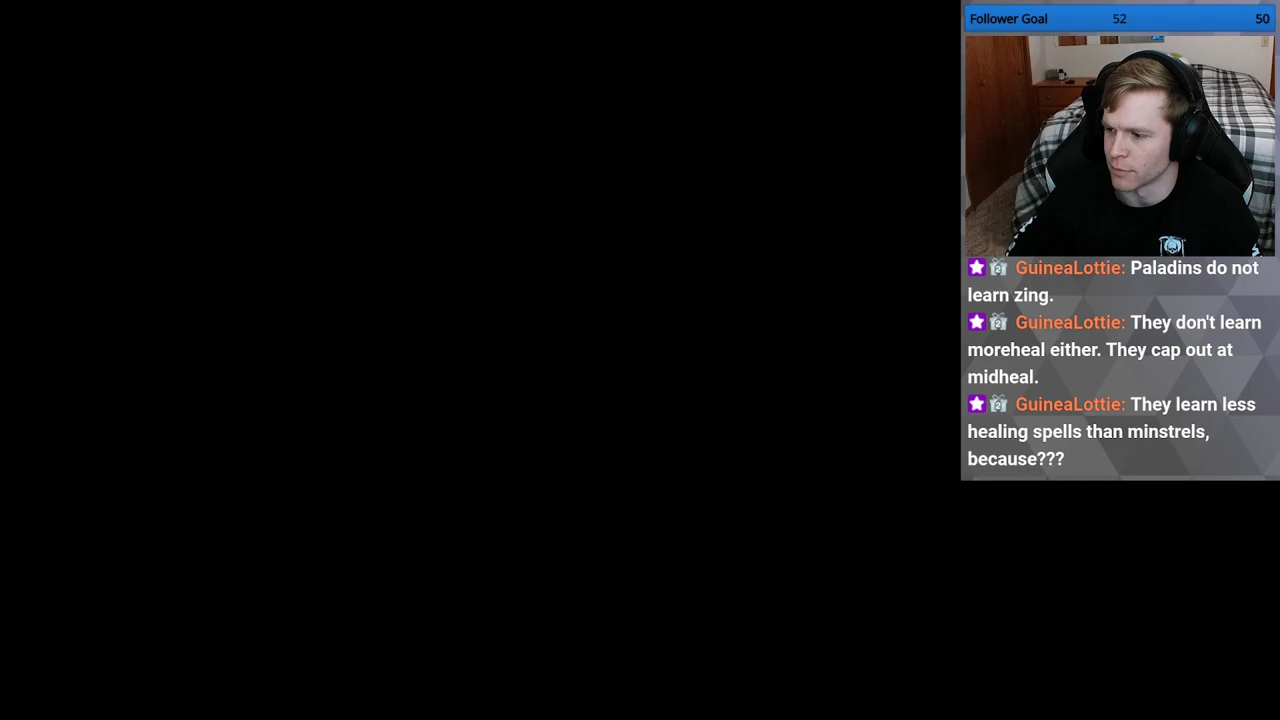 Follower Goal 52 50
GuineaLottie: Paladins do not
learn zing.
GuineaLottie: They don't learn
moreheal either. They cap out at
midheal.
GuineaLottie: They learn less
healing spells than minstrels,
because???